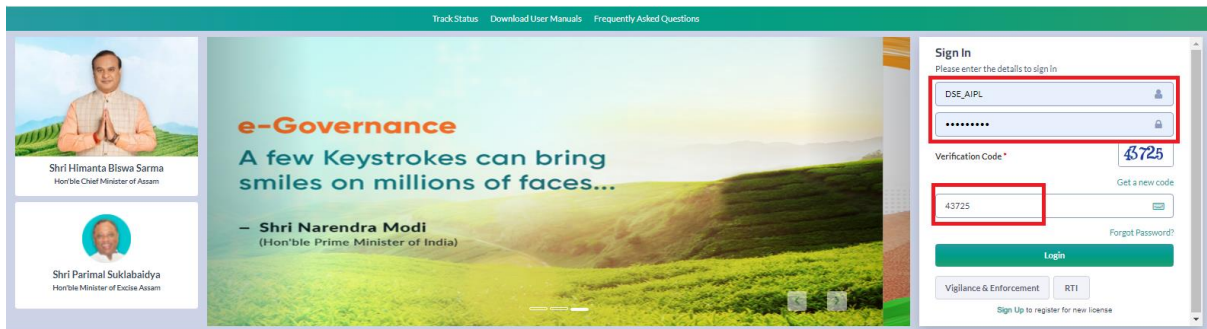 Track Status Download User Manuals Frequently Asked Questions
Shri Himanta Biswa Sarma
Hon'ble Chief Minister of Assam
Shri Parimal Suklabaidya
Hon'ble Minister of Excise Assam
e-Governance
A few Keystrokes can bring
smiles on millions of faces...
– Shri Narendra Modi
(Hon'ble Prime Minister of India)
Sign In
Please enter the details to sign in
DSE_AIPL
•••••••••
Verification Code *
43725
Get a new code
43725
Forgot Password?
Login
Vigilance & Enforcement RTI
Sign Up to register for new license